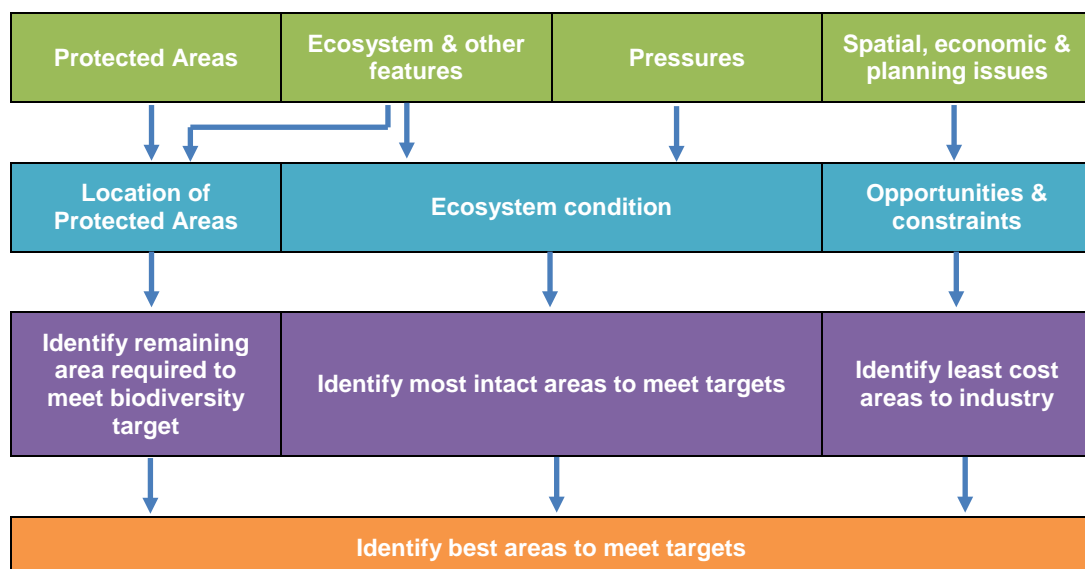 Protected Areas
Ecosystem & other
features
Pressures
Spatial, economic &
planning issues
Location of
Protected Areas
Ecosystem condition
Opportunities &
constraints
Identify remaining
area required to
meet biodiversity
target
Identify most intact areas to meet targets
Identify least cost
areas to industry
Identify best areas to meet targets